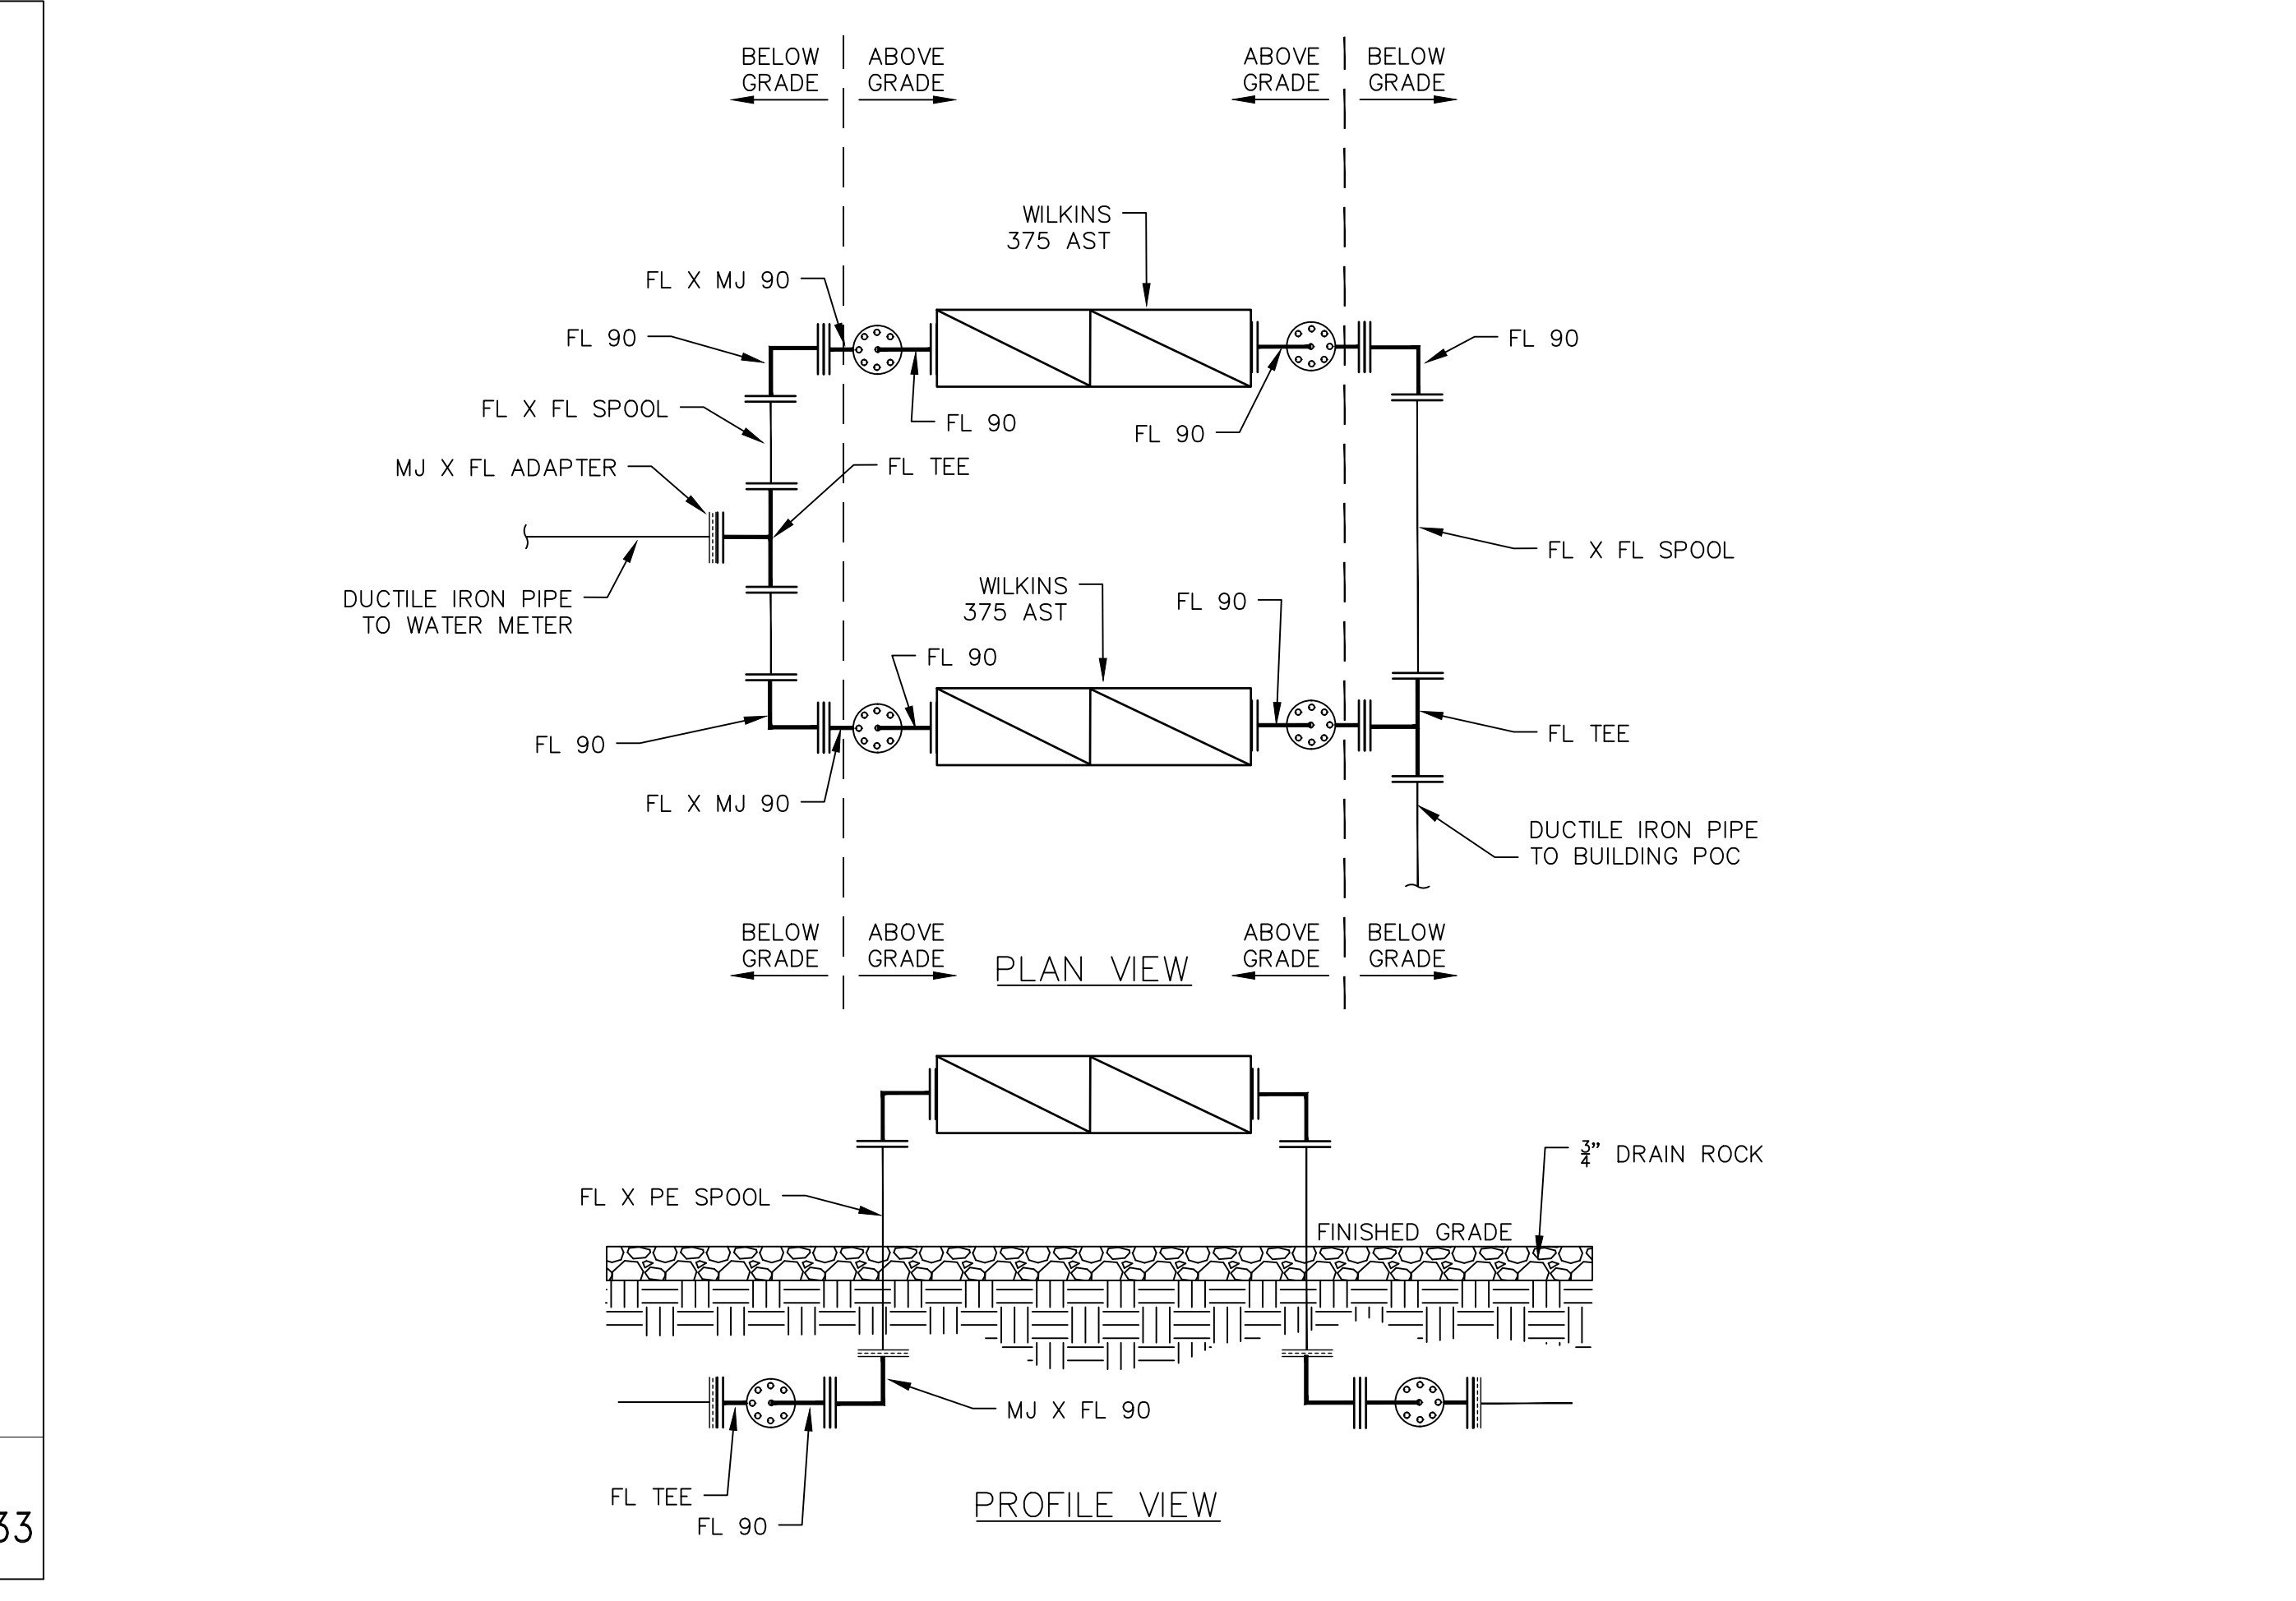 BELOW
GRADE
ABOVE
GRADE
ABOVE
GRADE
BELOW
GRADE
WILKINS
375 AST
FL X MJ 90
FL 90
FL 90
FL X FL SPOOL
FL 90
FL 90
MJ X FL ADAPTER
FL TEE
FL X FL SPOOL
DUCTILE IRON PIPE
TO WATER METER
WILKINS
375 AST
FL 90
FL 90
FL 90
FL TEE
FL X MJ 90
DUCTILE IRON PIPE
TO BUILDING POC
BELOW
GRADE
ABOVE
GRADE
PLAN VIEW
ABOVE
GRADE
BELOW
GRADE
3/4" DRAIN ROCK
FL X PE SPOOL
FINISHED GRADE
MJ X FL 90
FL TEE
FL 90
PROFILE VIEW
33